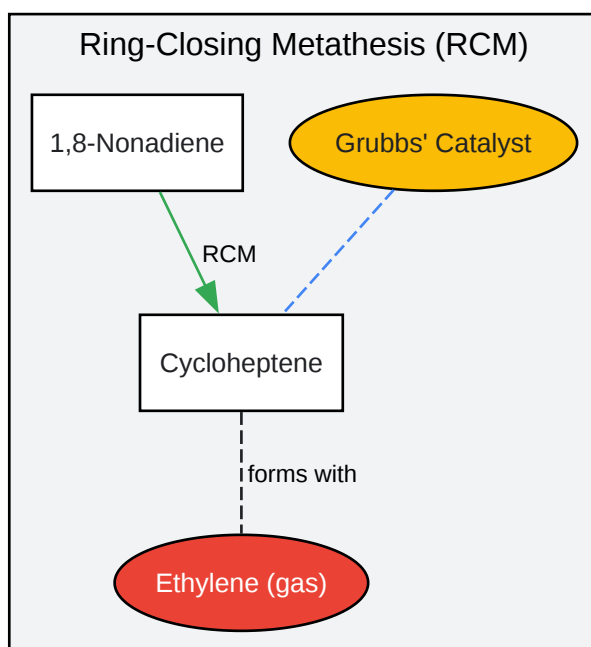 Ring-Closing Metathesis (RCM)
1,8-Nonadiene
Grubbs' Catalyst
RCM
Cycloheptene
forms with
Ethylene (gas)